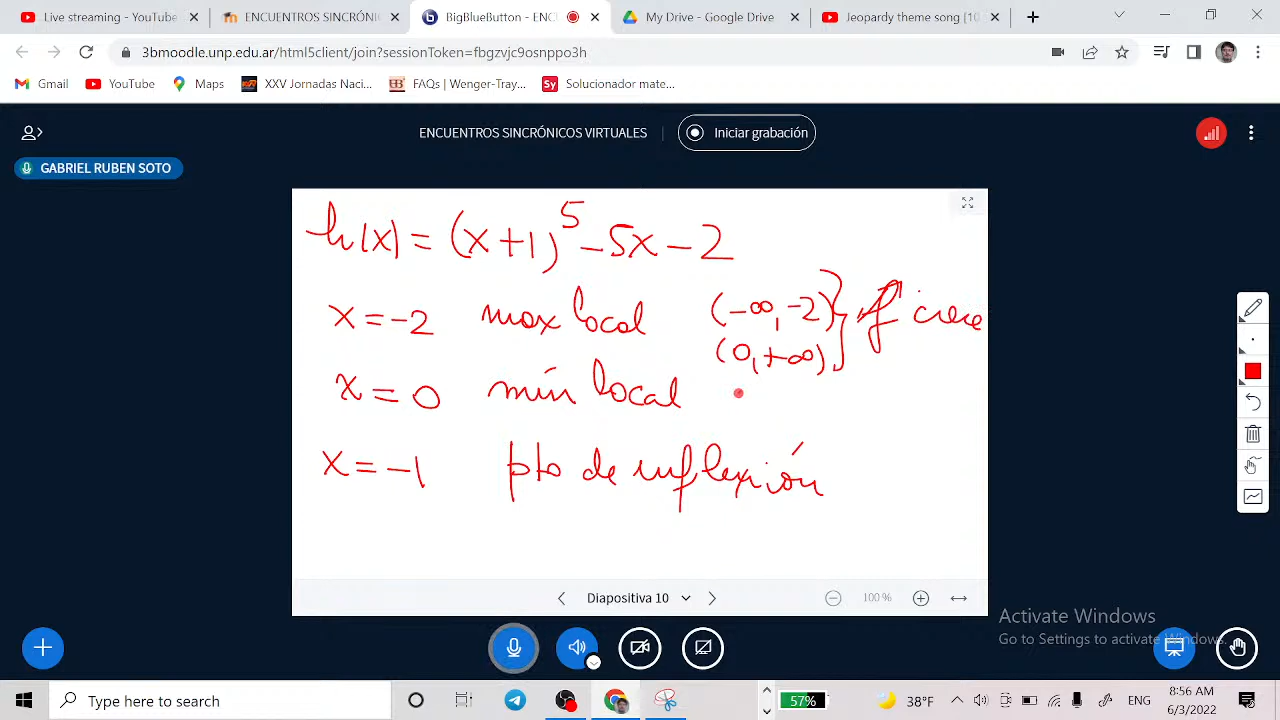 Live streaming - YouTube
ENCUENTROS SINCRÓNIC
BigBlueButton - ENC
My Drive - Google Drive
Jeopardy theme song [10
3bmoodle.unp.edu.ar/html5client/join?sessionToken=fbgzvjc9osnppo3h
Gmail
YouTube
Maps
XXV Jornadas Naci...
FAQs | Wenger-Tray...
Sy
Solucionador mate...
ENCUENTROS SINCRÓNICOS VIRTUALES
Iniciar grabación
GABRIEL RUBEN SOTO
h(x) = (x+1)^5 - 5x - 2
x = -2 max local (-∞, -2) } f crece
(0, +∞)
x = 0 mín local
x = -1 pto de inflexión
Diapositiva 10
100 %
Activate Windows
Go to Settings to activate Windows.
Type here to search
57%
38°F
ENG
8:56 AM
6/3/2022